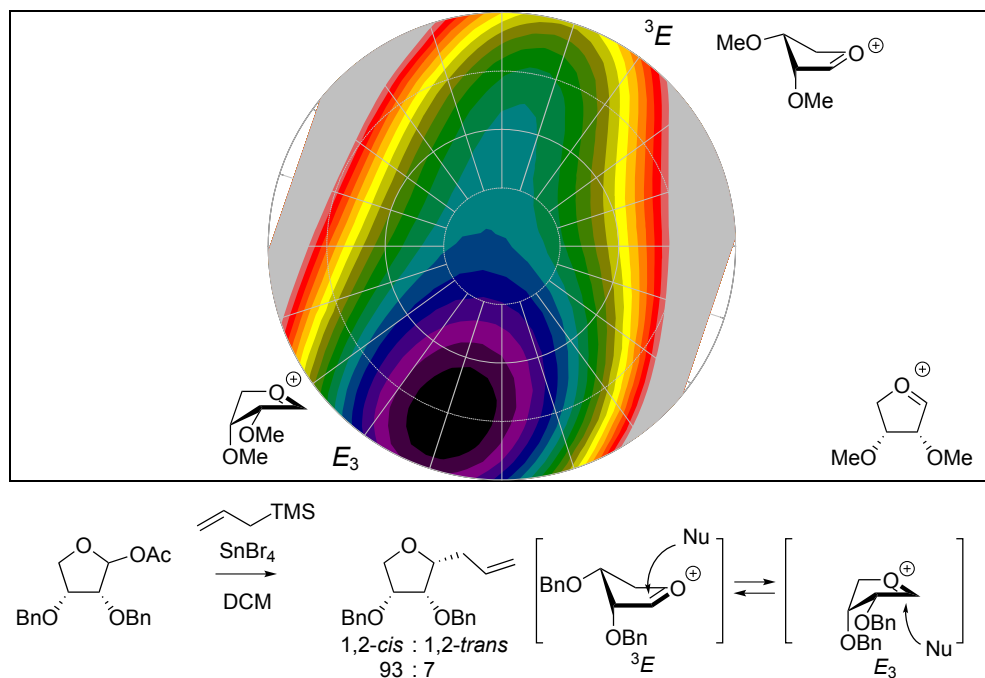 ³E
MeO
O
⊕
OMe
O
⊕
OMe
OMe
E₃
O
⊕
MeO
OMe
TMS
O
OAc
SnBr₄
DCM
BnO
OBn
O
BnO
OBn
1,2-cis : 1,2-trans
93 : 7
Nu
BnO
O
⊕
OBn
³E
O
⊕
OBn
OBn
Nu
E₃